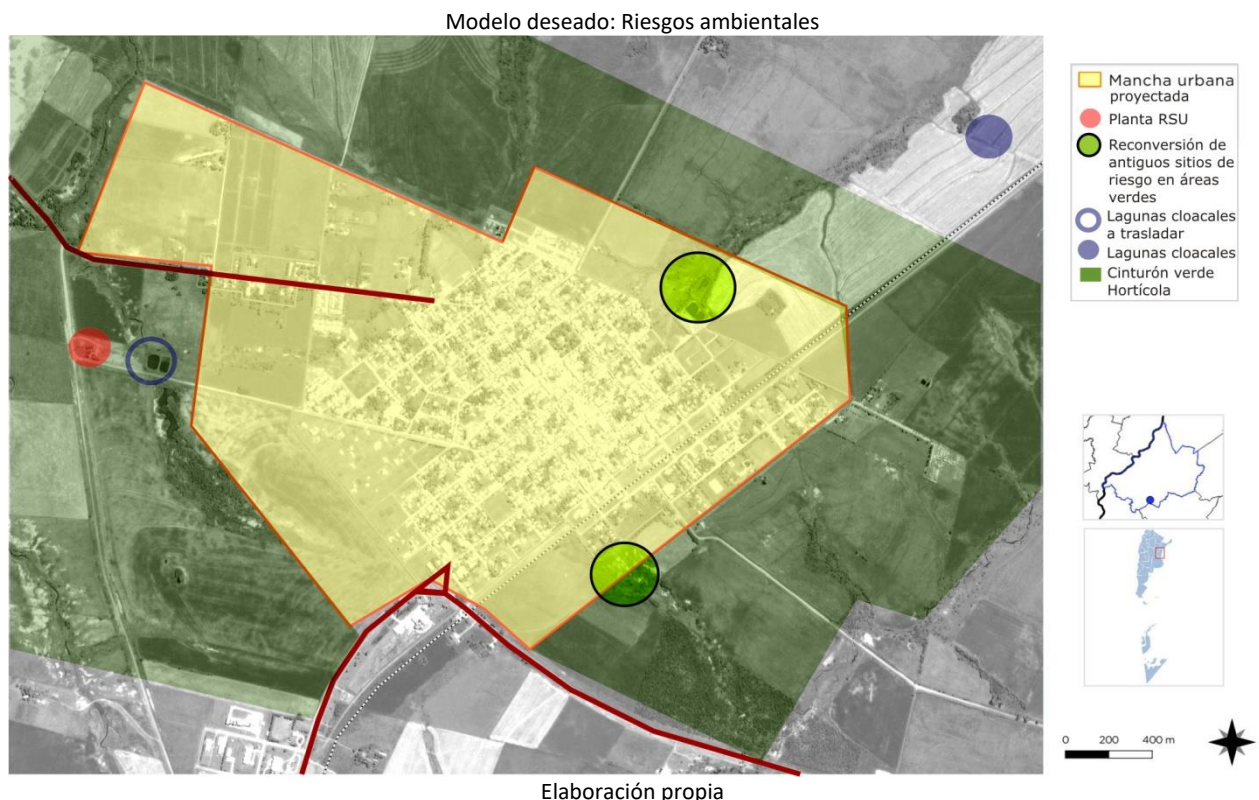 Modelo deseado: Riesgos ambientales
Mancha urbana
proyectada
Planta RSU
Reconversión de
antiguos sitios de
riesgo en áreas
verdes
Lagunas cloacales
a trasladar
Lagunas cloacales
Cinturón verde
Hortícola
0 200 400 m
Elaboración propia